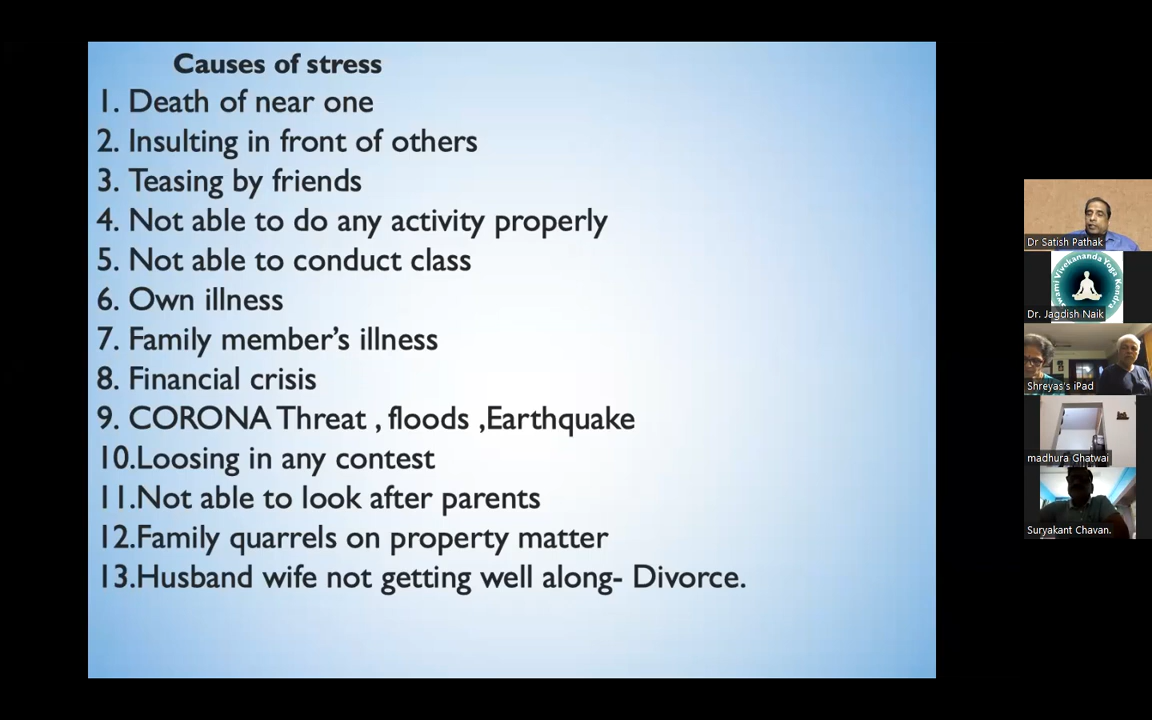 Causes of stress
1. Death of near one
2. Insulting in front of others
3. Teasing by friends
4. Not able to do any activity properly
5. Not able to conduct class
6. Own illness
7. Family member’s illness
8. Financial crisis
9. CORONA Threat , floods ,Earthquake
10.Loosing in any contest
11.Not able to look after parents
12.Family quarrels on property matter
13.Husband wife not getting well along- Divorce.
Dr Satish Pathak
Swami Vivekananda Yoga Kendra
Dr. Jagdish Naik
Shreyas's iPad
madhura Ghatwai
Suryakant Chavan.